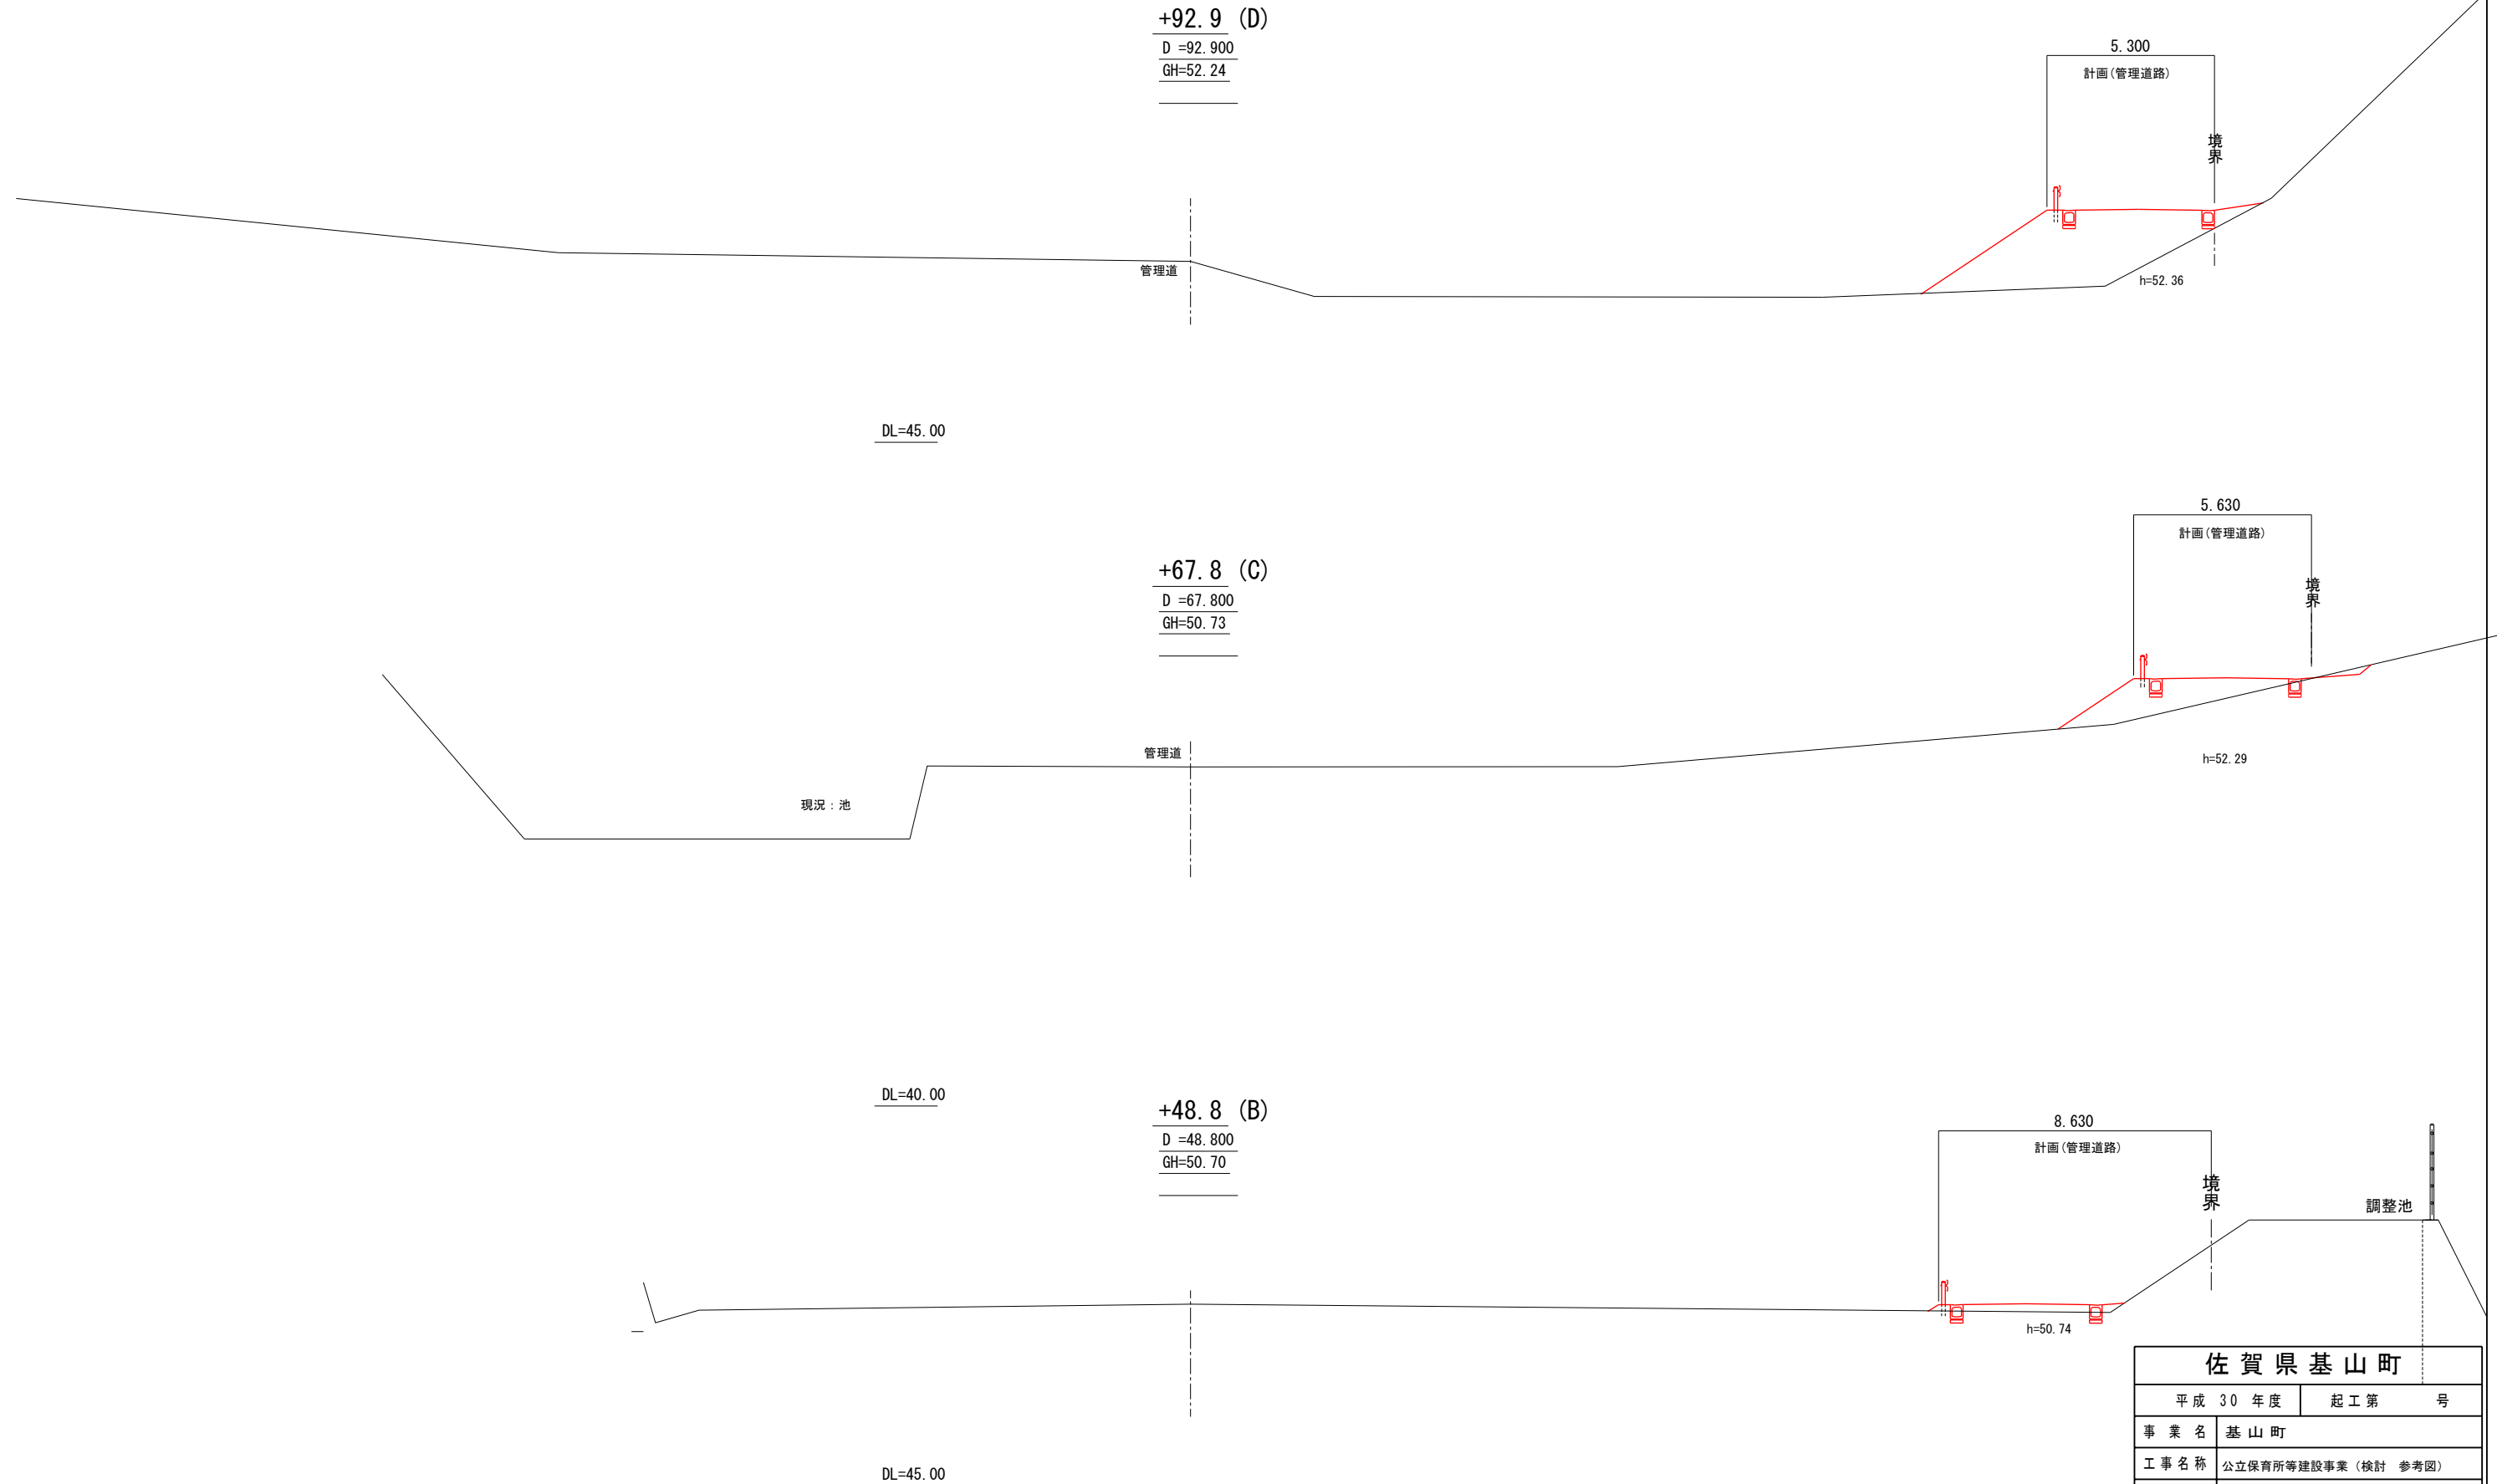 +92.9 (D)
D =92.900
GH=52.24
5.300
計画(管理道路)
境界
管理道
h=52.36
DL=45.00
5.630
計画(管理道路)
境界
+67.8 (C)
D =67.800
GH=50.73
管理道
現況：池
h=52.29
DL=40.00
+48.8 (B)
D =48.800
GH=50.70
8.630
計画(管理道路)
境界
調整池
h=50.74
佐賀県基山町
平成 30 年度 起工第 号
事業名 基山町
工事名称 公立保育所等建設事業（検討 参考図）
DL=45.00